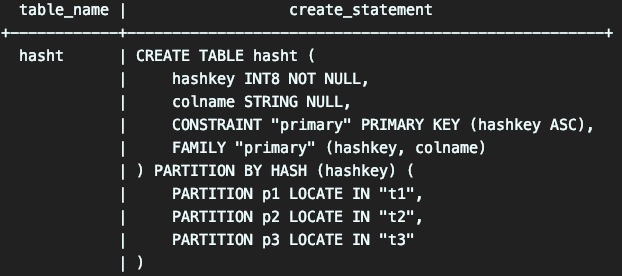 table_name | create_statement
+------------+--------------------------------------------------+
hasht | CREATE TABLE hasht (
| hashkey INT8 NOT NULL,
| colname STRING NULL,
| CONSTRAINT "primary" PRIMARY KEY (hashkey ASC),
| FAMILY "primary" (hashkey, colname)
| ) PARTITION BY HASH (hashkey) (
| PARTITION p1 LOCATE IN "t1",
| PARTITION p2 LOCATE IN "t2",
| PARTITION p3 LOCATE IN "t3"
| )